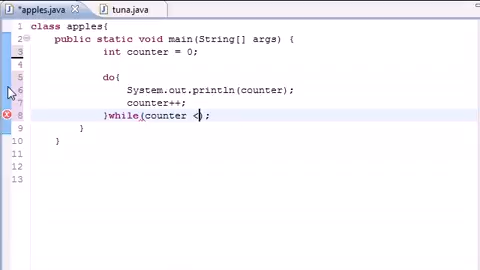 *apples.java tuna.java
1 class apples{
2 public static void main(String[] args) {
3 int counter = 0;
4
5 do{
6 System.out.println(counter);
7 counter++;
8 }while(counter <);
9 }
10 }
11
12
13